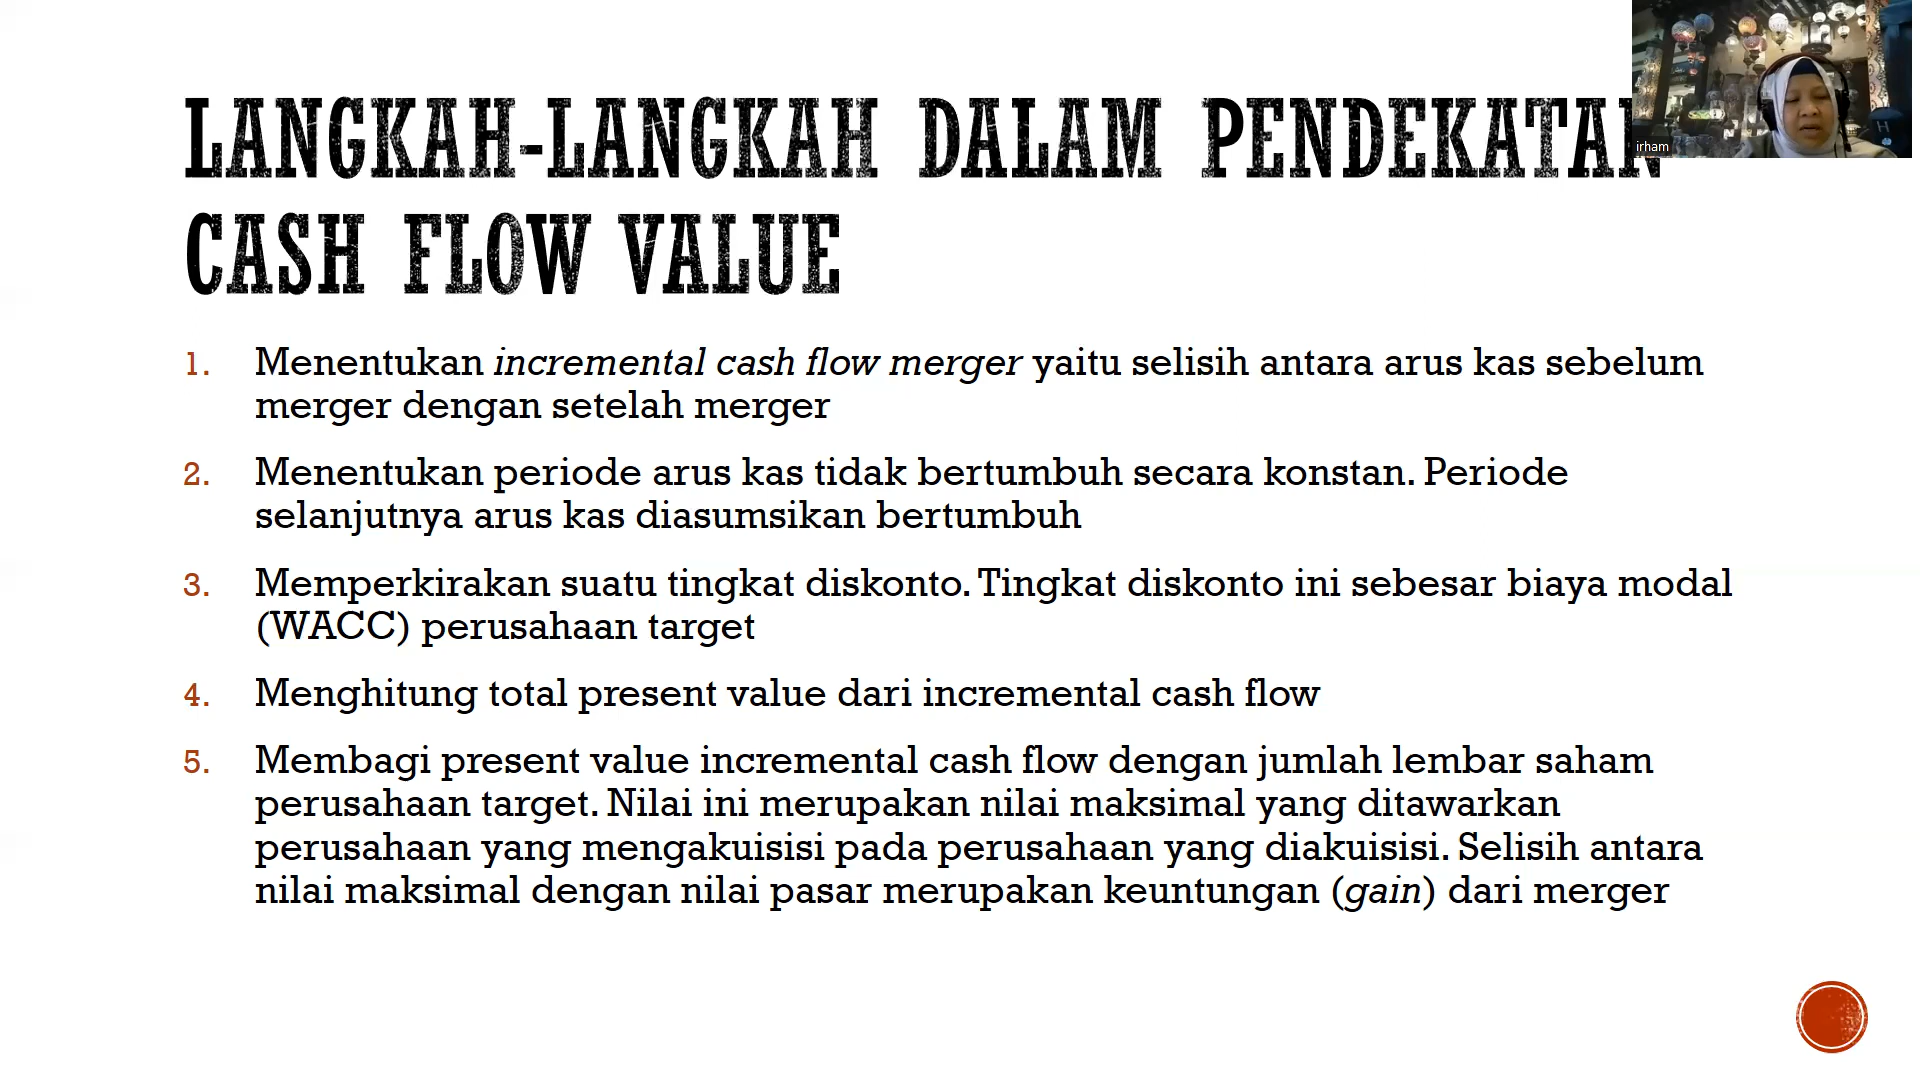 LANGKAH-LANGKAH DALAM PENDEKATAN
CASH FLOW VALUE
irham
1. Menentukan incremental cash flow merger yaitu selisih antara arus kas sebelum
merger dengan setelah merger
2. Menentukan periode arus kas tidak bertumbuh secara konstan. Periode
selanjutnya arus kas diasumsikan bertumbuh
3. Memperkirakan suatu tingkat diskonto. Tingkat diskonto ini sebesar biaya modal
(WACC) perusahaan target
4. Menghitung total present value dari incremental cash flow
5. Membagi present value incremental cash flow dengan jumlah lembar saham
perusahaan target. Nilai ini merupakan nilai maksimal yang ditawarkan
perusahaan yang mengakuisisi pada perusahaan yang diakuisisi. Selisih antara
nilai maksimal dengan nilai pasar merupakan keuntungan (gain) dari merger